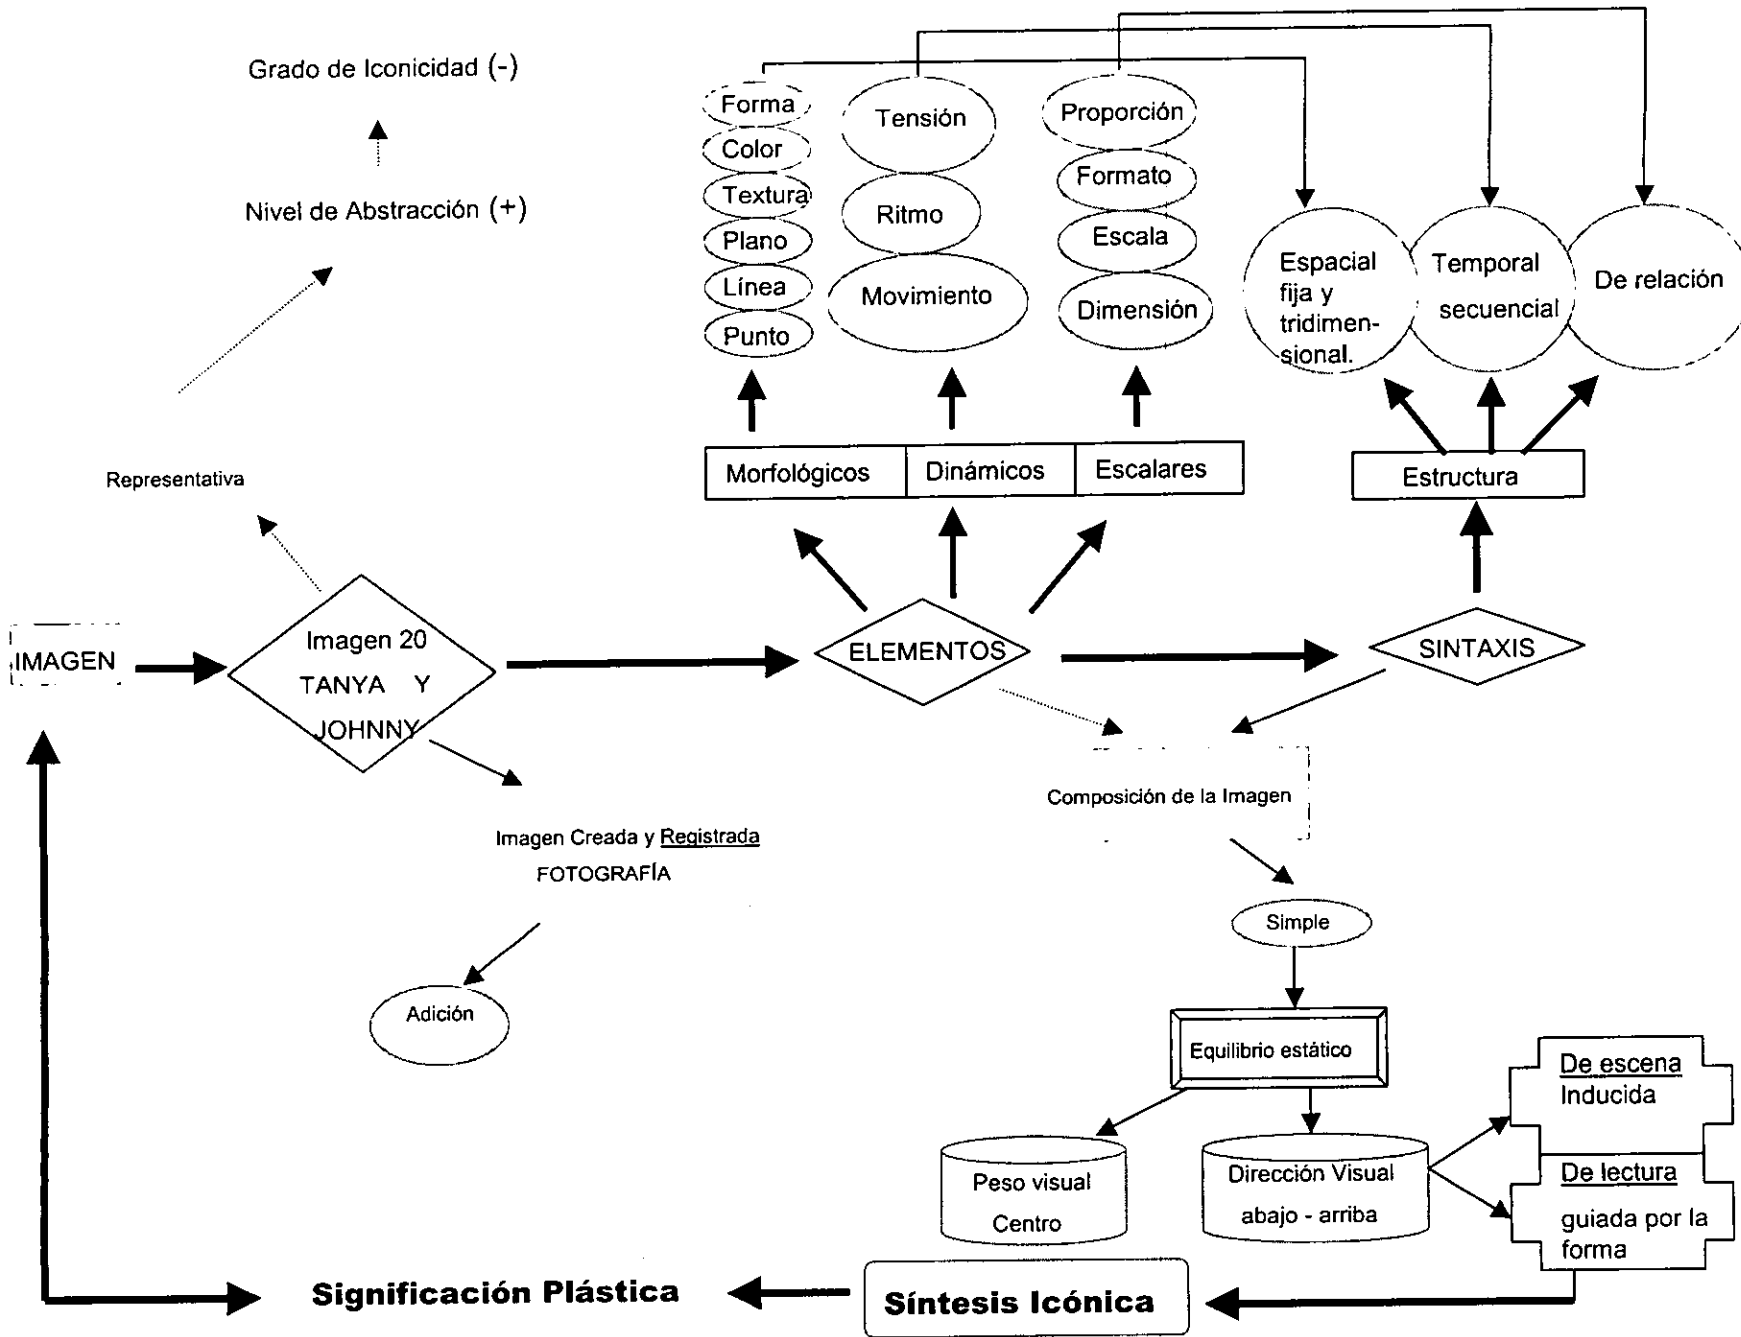 Grado de Iconicidad (-)
Nivel de Abstracción (+)
Representativa
IMAGEN
Imagen 20
TANYA Y
JOHNNY
Imagen Creada y Registrada
FOTOGRAFÍA
Adición
Forma
Color
Textura
Plano
Línea
Punto
Tensión
Ritmo
Movimiento
Proporción
Formato
Escala
Dimensión
Espacial
fija y
tridimen-
sional.
Temporal
secuencial
De relación
Morfológicos
Dinámicos
Escalares
Estructura
ELEMENTOS
SINTAXIS
Composición de la Imagen
Simple
Equilibrio estático
Peso visual
Centro
Dirección Visual
abajo - arriba
De escena
Inducida
De lectura
guiada por la
forma
Síntesis Icónica
Significación Plástica